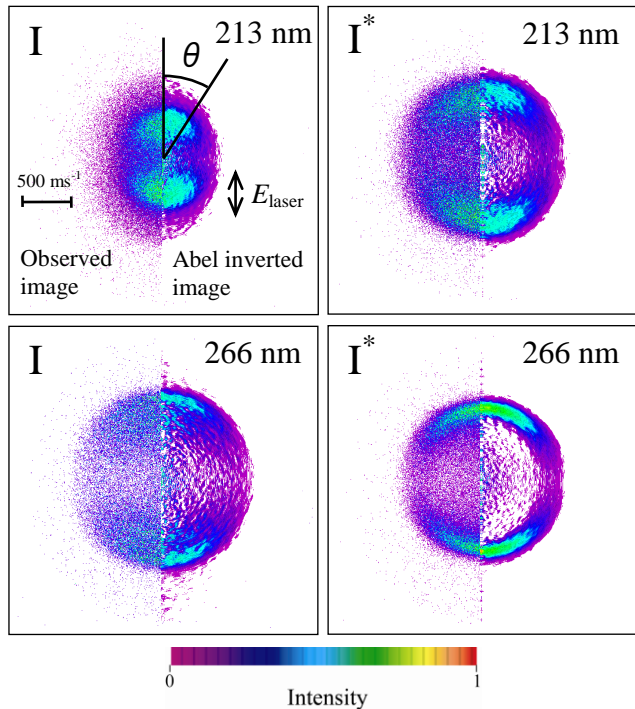 I
213 nm
θ
500 ms⁻¹
E_laser
Observed
image
Abel inverted
image
I*
213 nm
I
266 nm
I*
266 nm
0
1
Intensity